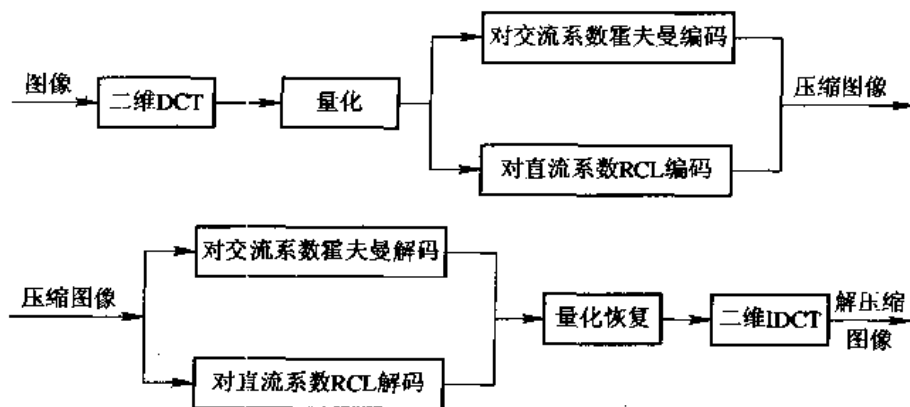 对交流系数霍夫曼编码
图像
二维DCT
量化
压缩图像
对直流系数RCL编码
对交流系数霍夫曼解码
压缩图像
量化恢复
二维IDCT
解压缩
图像
对直流系数RCL解码